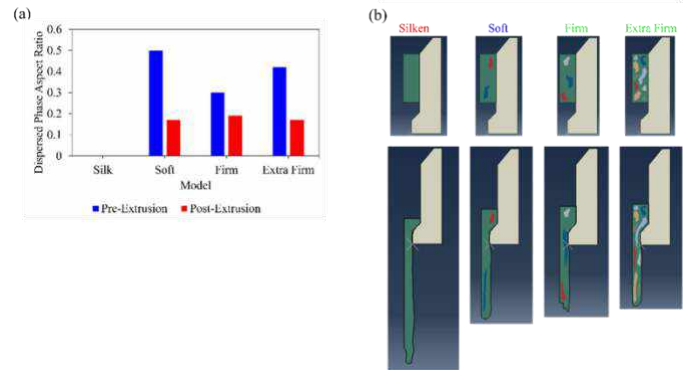 (a)
0.6
0.5
0.4
0.3
0.2
0.1
0
Dispersed Phase Aspect Ratio
Silk Soft Firm Extra Firm
Model
Pre-Extrusion Post-Extrusion
(b)
Silken Soft Firm Extra Firm